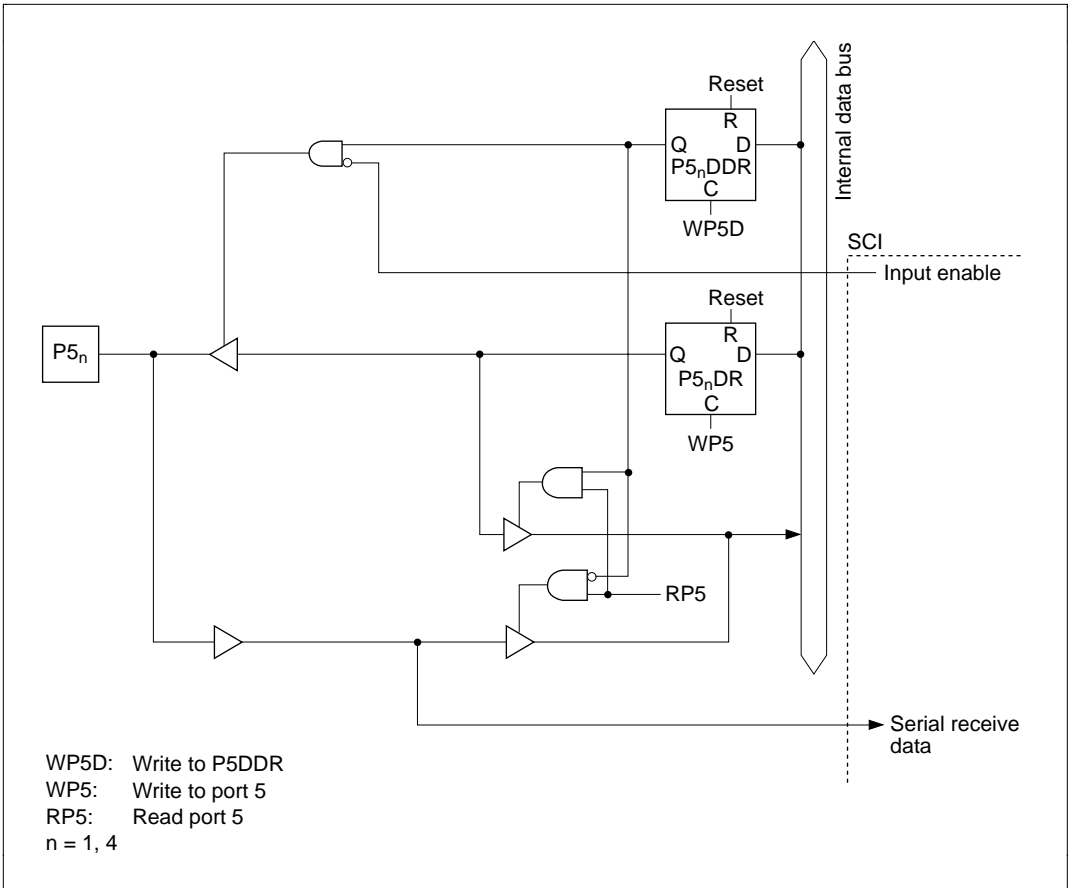 Internal data bus
Reset
R
Q D
P5nDDR
C
WP5D
SCI
Input enable
Reset
R
P5n
Q D
P5nDR
C
WP5
RP5
Serial receive
data
WP5D: Write to P5DDR
WP5: Write to port 5
RP5: Read port 5
n = 1, 4